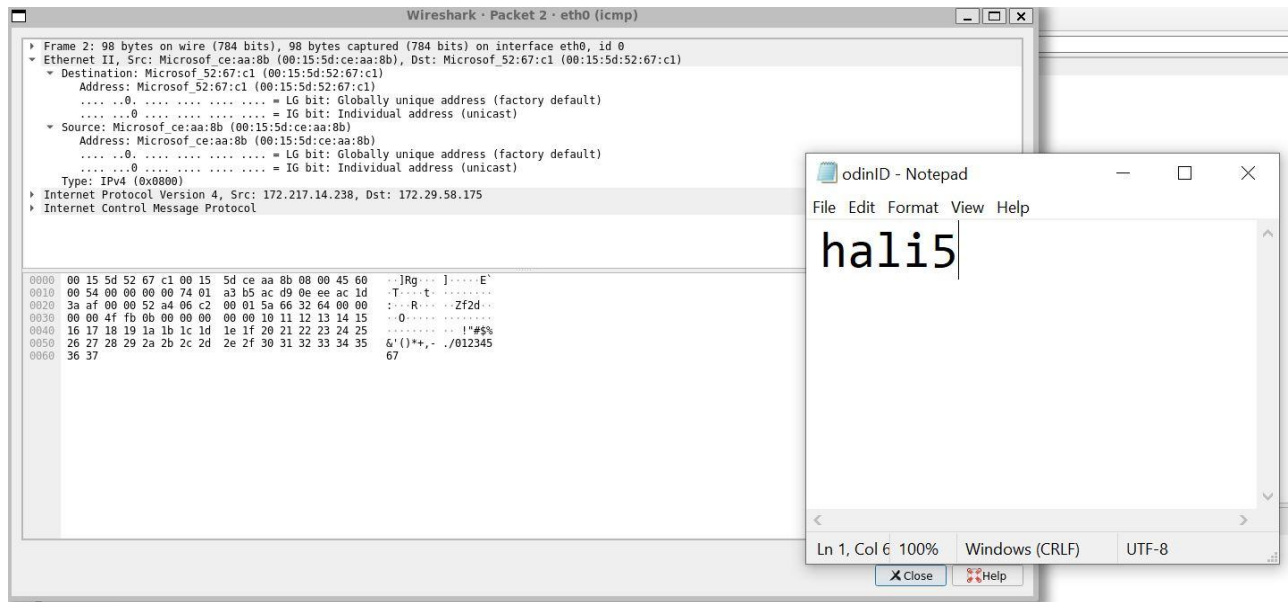 Wireshark · Packet 2 · eth0 (icmp)
Frame 2: 98 bytes on wire (784 bits), 98 bytes captured (784 bits) on interface eth0, id 0
Ethernet II, Src: Microsof_ce:aa:8b (00:15:5d:ce:aa:8b), Dst: Microsof_52:67:c1 (00:15:5d:52:67:c1)
Destination: Microsof_52:67:c1 (00:15:5d:52:67:c1)
Address: Microsof_52:67:c1 (00:15:5d:52:67:c1)
.... ..0. .... .... .... .... = LG bit: Globally unique address (factory default)
.... ...0 .... .... .... .... = IG bit: Individual address (unicast)
Source: Microsof_ce:aa:8b (00:15:5d:ce:aa:8b)
Address: Microsof_ce:aa:8b (00:15:5d:ce:aa:8b)
.... ..0. .... .... .... .... = LG bit: Globally unique address (factory default)
.... ...0 .... .... .... .... = IG bit: Individual address (unicast)
Type: IPv4 (0x0800)
Internet Protocol Version 4, Src: 172.217.14.238, Dst: 172.29.58.175
Internet Control Message Protocol
0000 00 15 5d 52 67 c1 00 15 5d ce aa 8b 08 00 45 60 ··]Rg··· ]·····E`
0010 00 54 00 00 00 00 74 01 a3 b5 ac d9 0e ee ac 1d ·T····t· ········
0020 3a af 00 00 52 a4 06 c2 00 01 5a 66 32 64 00 00 :···R··· ··Zf2d··
0030 00 00 4f fb 0b 00 00 00 00 00 10 11 12 13 14 15 ··O····· ········
0040 16 17 18 19 1a 1b 1c 1d 1e 1f 20 21 22 23 24 25 ········ ·· !"#$%
0050 26 27 28 29 2a 2b 2c 2d 2e 2f 30 31 32 33 34 35 &'()*+,- ./012345
0060 36 37 67
Close Help
odinID - Notepad
File Edit Format View Help
hali5
Ln 1, Col 6 100% Windows (CRLF) UTF-8